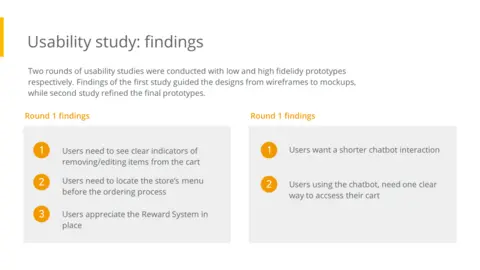 Usability study: findings
Two rounds of usability studies were conducted with low and high fidelidy prototypes
respectively. Findings of the first study guided the designs from wireframes to mockups,
while second study refined the final prototypes.
Round 1 findings
1 Users need to see clear indicators of
removing/editing items from the cart
2 Users need to locate the store's menu
before the ordering process
3 Users appreciate the Reward System in
place
Round 1 findings
1 Users want a shorter chatbot interaction
2 Users using the chatbot, need one clear
way to accsess their cart